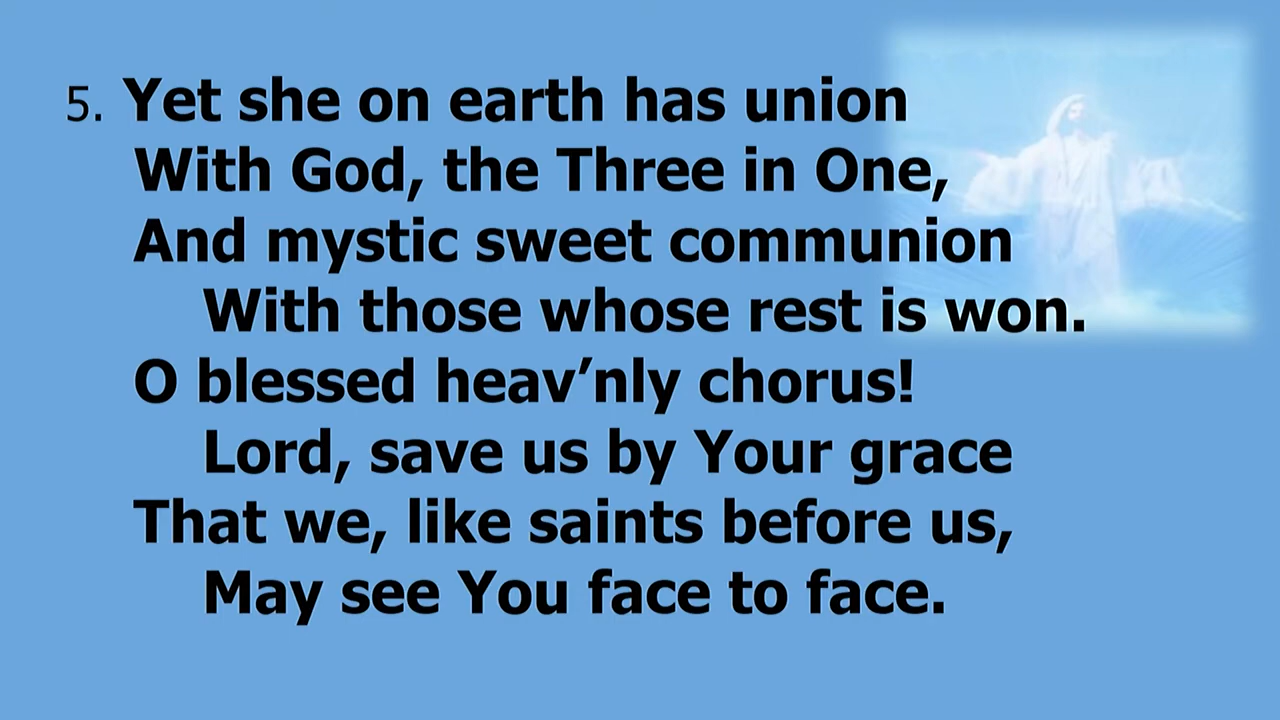 5. Yet she on earth has union
With God, the Three in One,
And mystic sweet communion
With those whose rest is won.
O blessed heav’nly chorus!
Lord, save us by Your grace
That we, like saints before us,
May see You face to face.